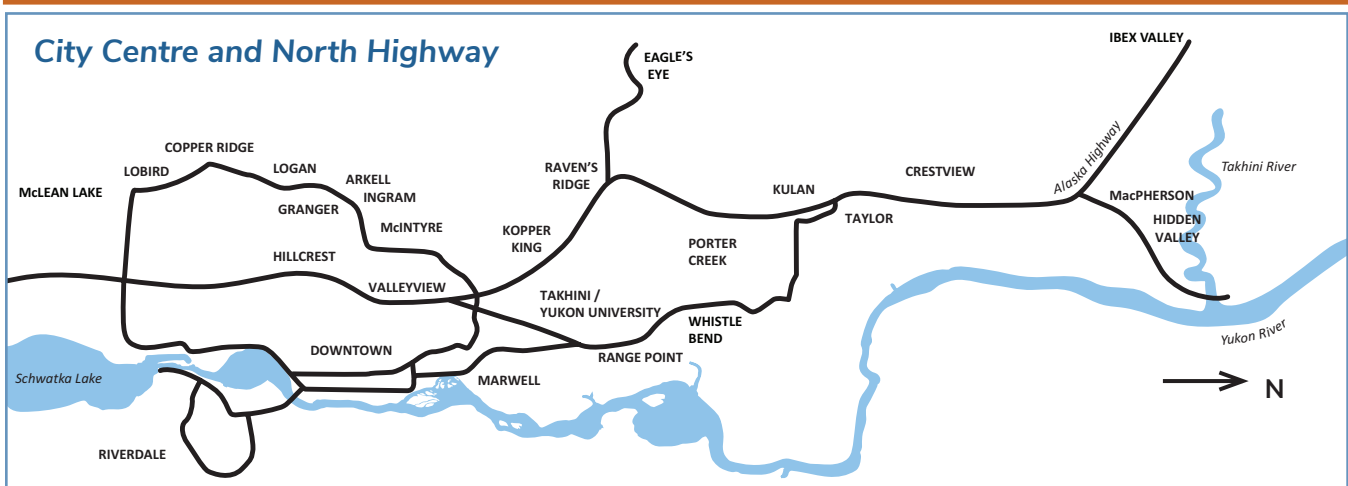 City Centre and North Highway
IBEX VALLEY
EAGLE'S
EYE
COPPER RIDGE
LOBIRD
LOGAN
McLEAN LAKE
ARKELL
INGRAM
GRANGER
McINTYRE
RAVEN'S
RIDGE
KULAN
CRESTVIEW
Alaska Highway
Takhini River
MacPHERSON
HIDDEN
VALLEY
TAYLOR
KOPPER
KING
PORTER
CREEK
HILLCREST
VALLEYVIEW
TAKHINI /
YUKON UNIVERSITY
WHISTLE
BEND
DOWNTOWN
RANGE POINT
Yukon River
Schwatka Lake
MARWELL
N
RIVERDALE